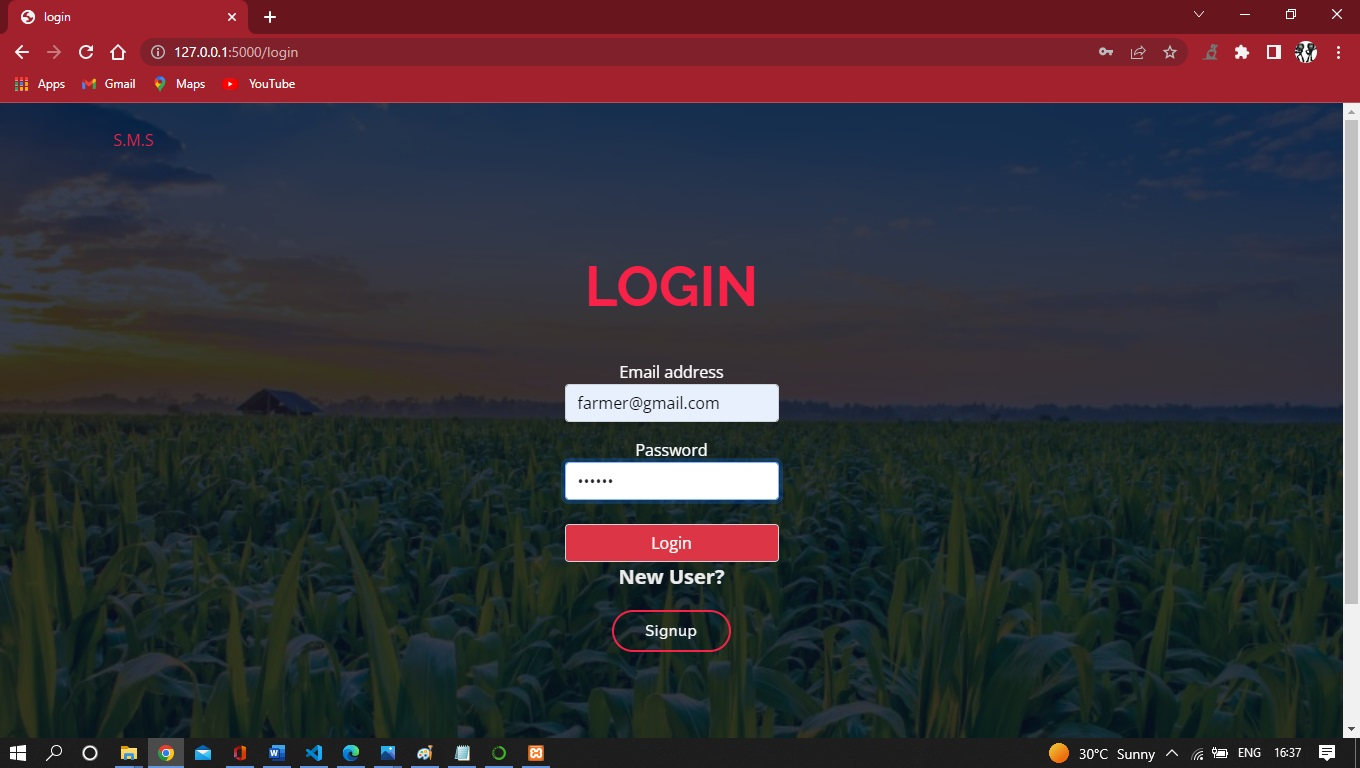 login
127.0.0.1:5000/login
Apps Gmail Maps YouTube
S.M.S
LOGIN
Email address
farmer@gmail.com
Password
••••••
Login
New User?
Signup
30°C Sunny ENG 16:37